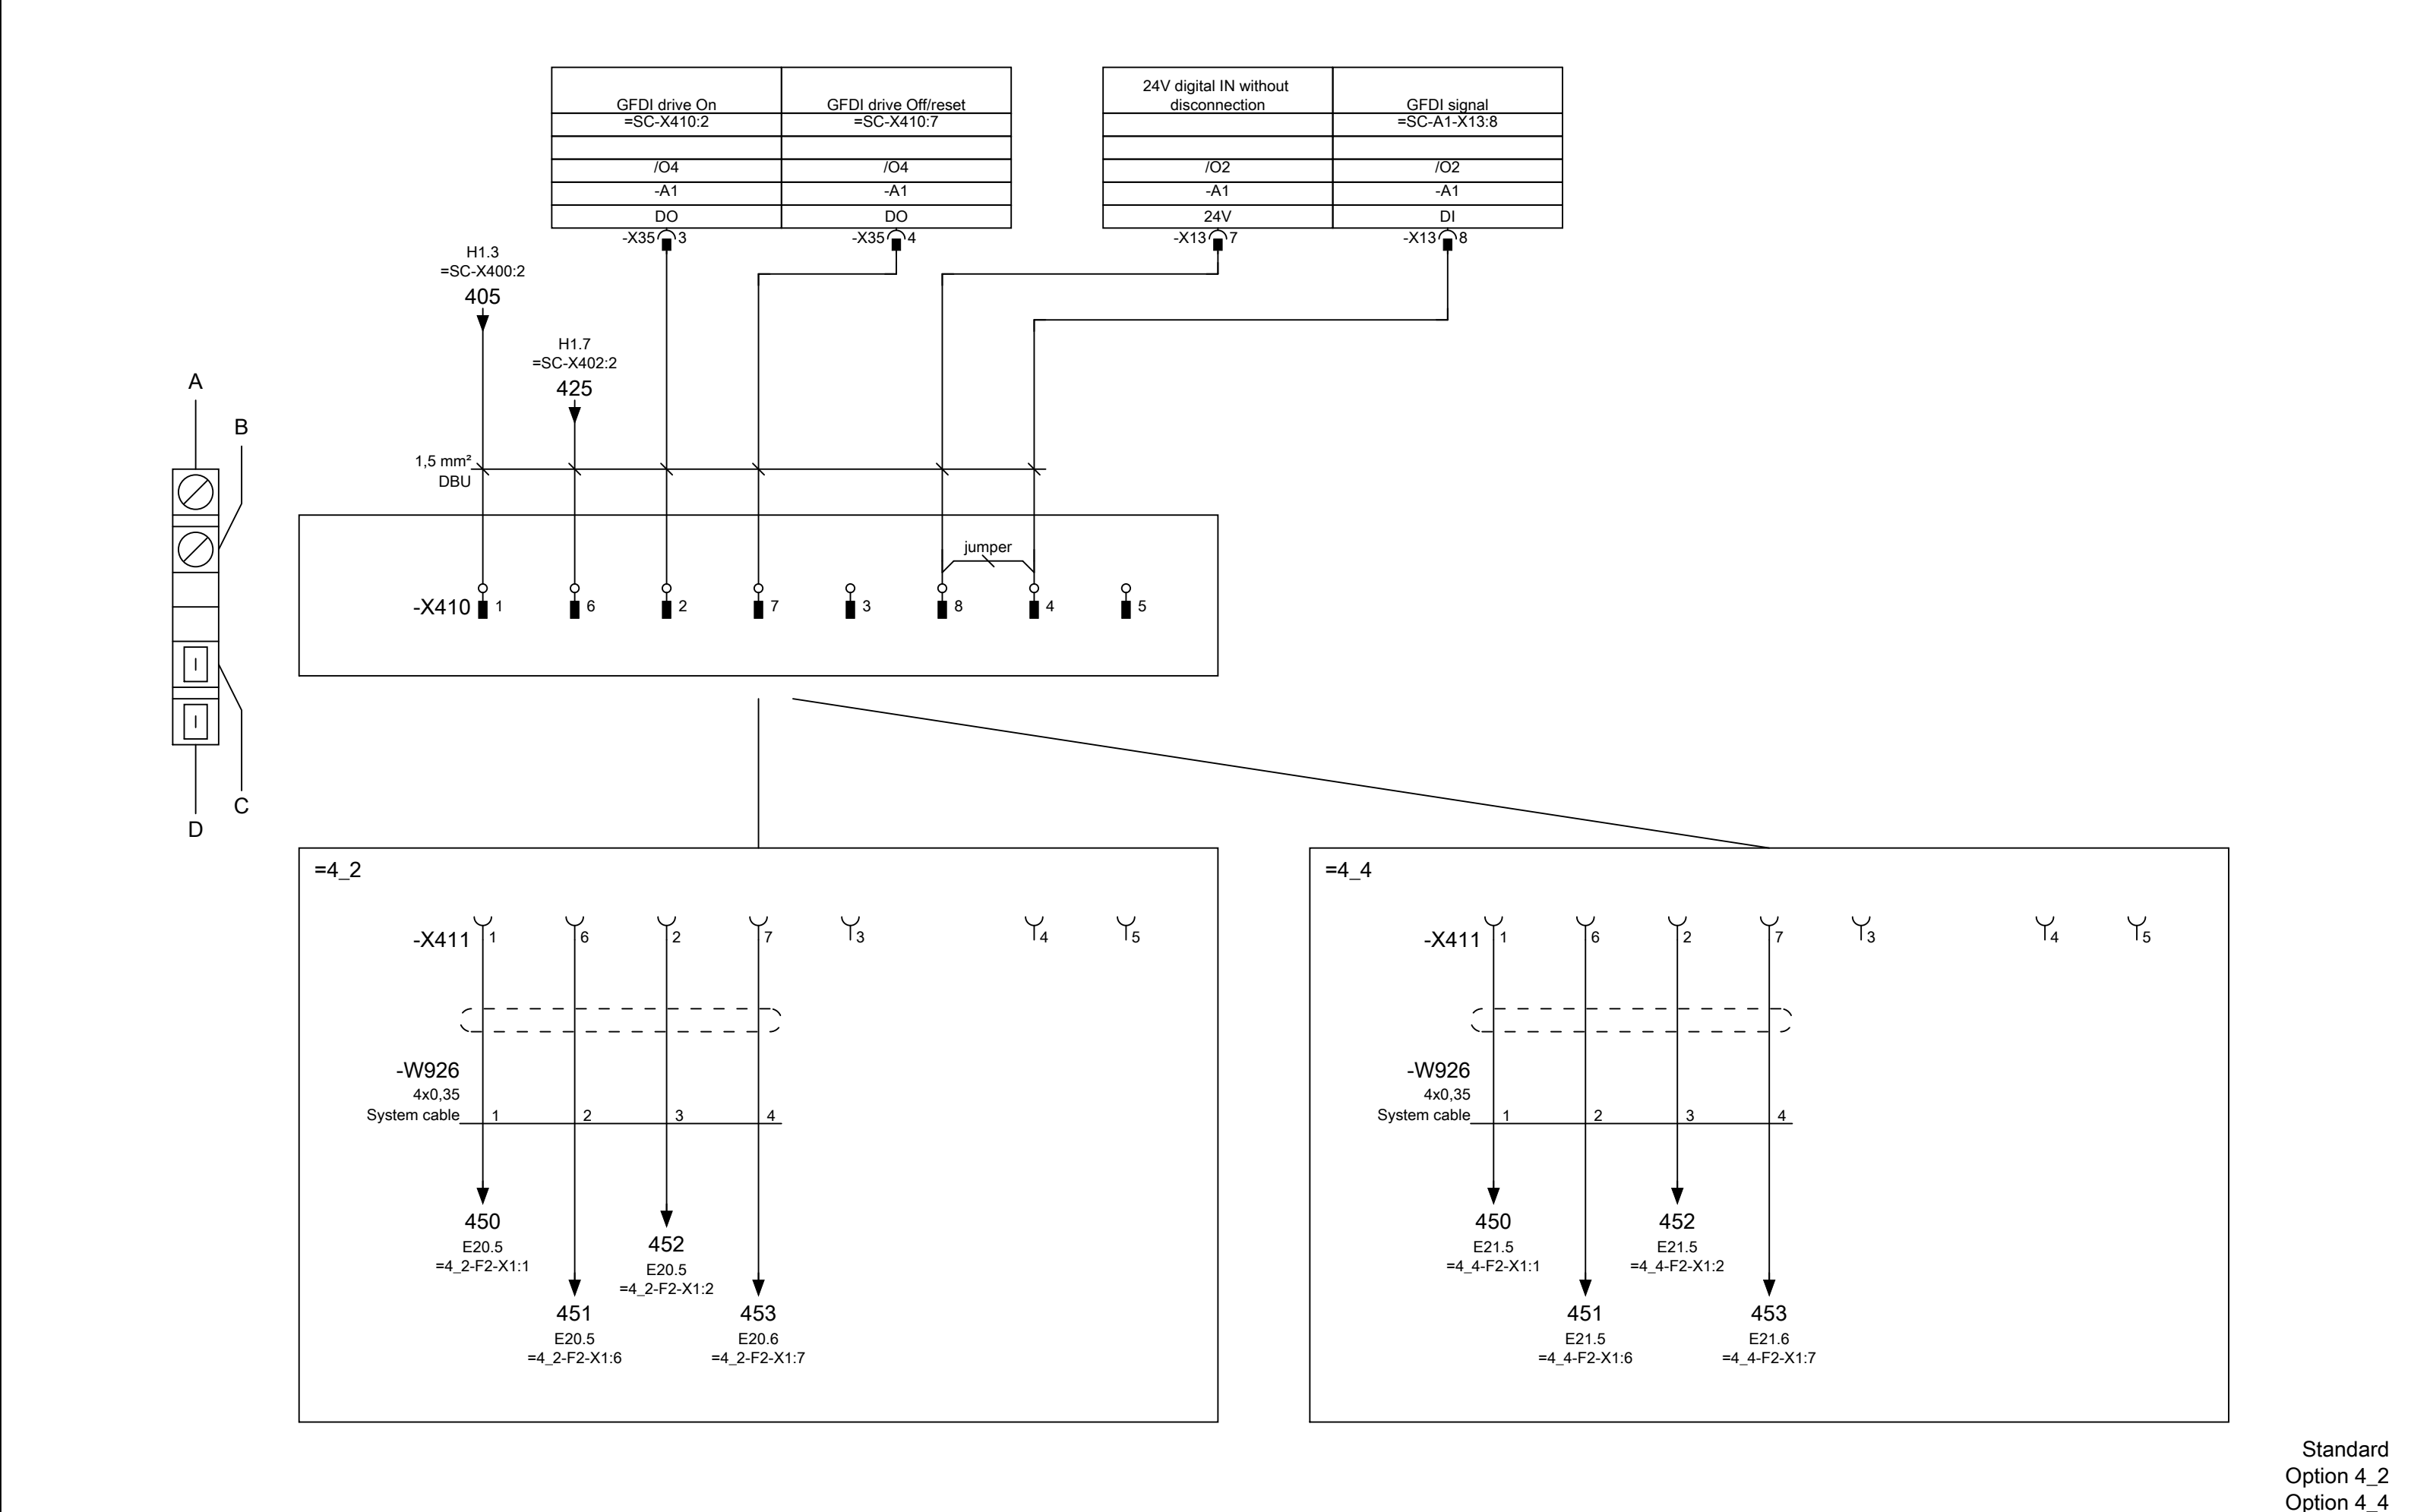 GFDI drive On
=SC-X410:2
/O4
-A1
DO
GFDI drive Off/reset
=SC-X410:7
/O4
-A1
DO
24V digital IN without
disconnection
/O2
-A1
24V
GFDI signal
=SC-A1-X13:8
/O2
-A1
DI
-X35 3
-X35 4
-X13 7
-X13 8
H1.3
=SC-X400:2
405
H1.7
=SC-X402:2
425
A
B
C
D
1,5 mm²
DBU
jumper
-X410 1 6 2 7 3 8 4 5
=4_2
-X411 1 6 2 7 3 4 5
-W926
4x0,35
System cable 1 2 3 4
450
E20.5
=4_2-F2-X1:1
451
E20.5
=4_2-F2-X1:6
452
E20.5
=4_2-F2-X1:2
453
E20.6
=4_2-F2-X1:7
=4_4
-X411 1 6 2 7 3 4 5
-W926
4x0,35
System cable 1 2 3 4
450
E21.5
=4_4-F2-X1:1
451
E21.5
=4_4-F2-X1:6
452
E21.5
=4_4-F2-X1:2
453
E21.6
=4_4-F2-X1:7
Standard
Option 4_2
Option 4_4